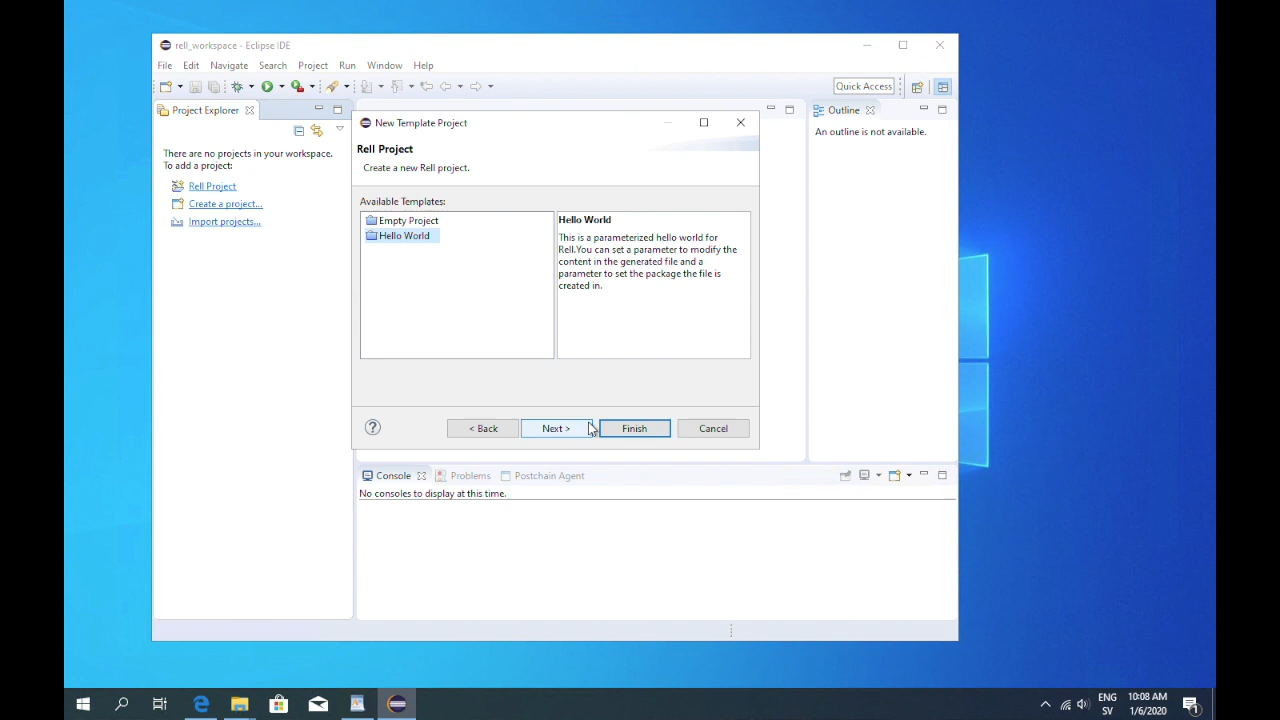 rell_workspace - Eclipse IDE
File Edit Navigate Search Project Run Window Help
Quick Access
Project Explorer
There are no projects in your workspace.
To add a project:
Rell Project
Create a project...
Import projects...
New Template Project
Rell Project
Create a new Rell project.
Available Templates:
Empty Project
Hello World
Hello World
This is a parameterized hello world for
Rell.You can set a parameter to modify the
content in the generated file and a
parameter to set the package the file is
created in.
? < Back Next > Finish Cancel
Outline
An outline is not available.
Console Problems Postchain Agent
No consoles to display at this time.
ENG
SV
10:08 AM
1/6/2020
1